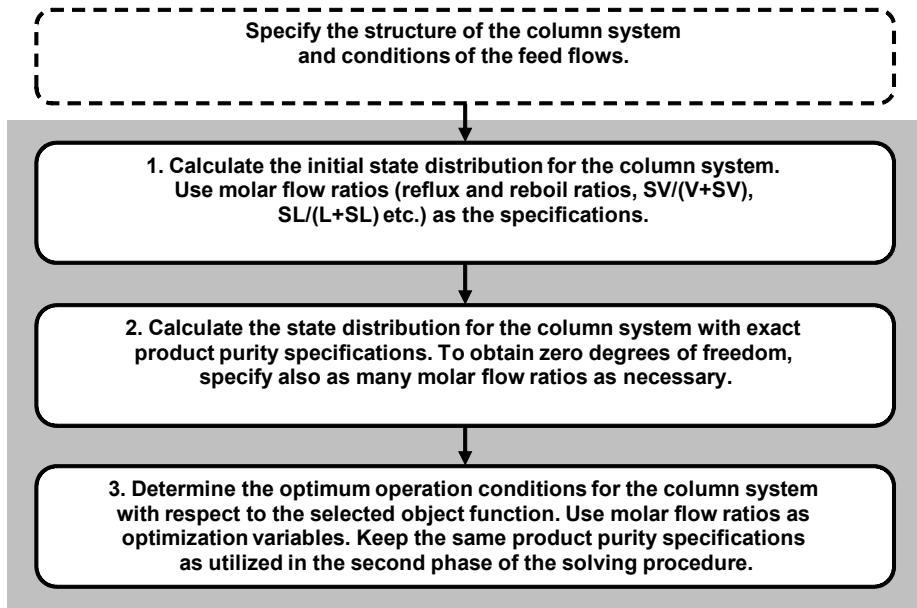 Specify the structure of the column system
and conditions of the feed flows.
1. Calculate the initial state distribution for the column system.
Use molar flow ratios (reflux and reboil ratios, SV/(V+SV),
SL/(L+SL) etc.) as the specifications.
2. Calculate the state distribution for the column system with exact
product purity specifications. To obtain zero degrees of freedom,
specify also as many molar flow ratios as necessary.
3. Determine the optimum operation conditions for the column system
with respect to the selected object function. Use molar flow ratios as
optimization variables. Keep the same product purity specifications
as utilized in the second phase of the solving procedure.